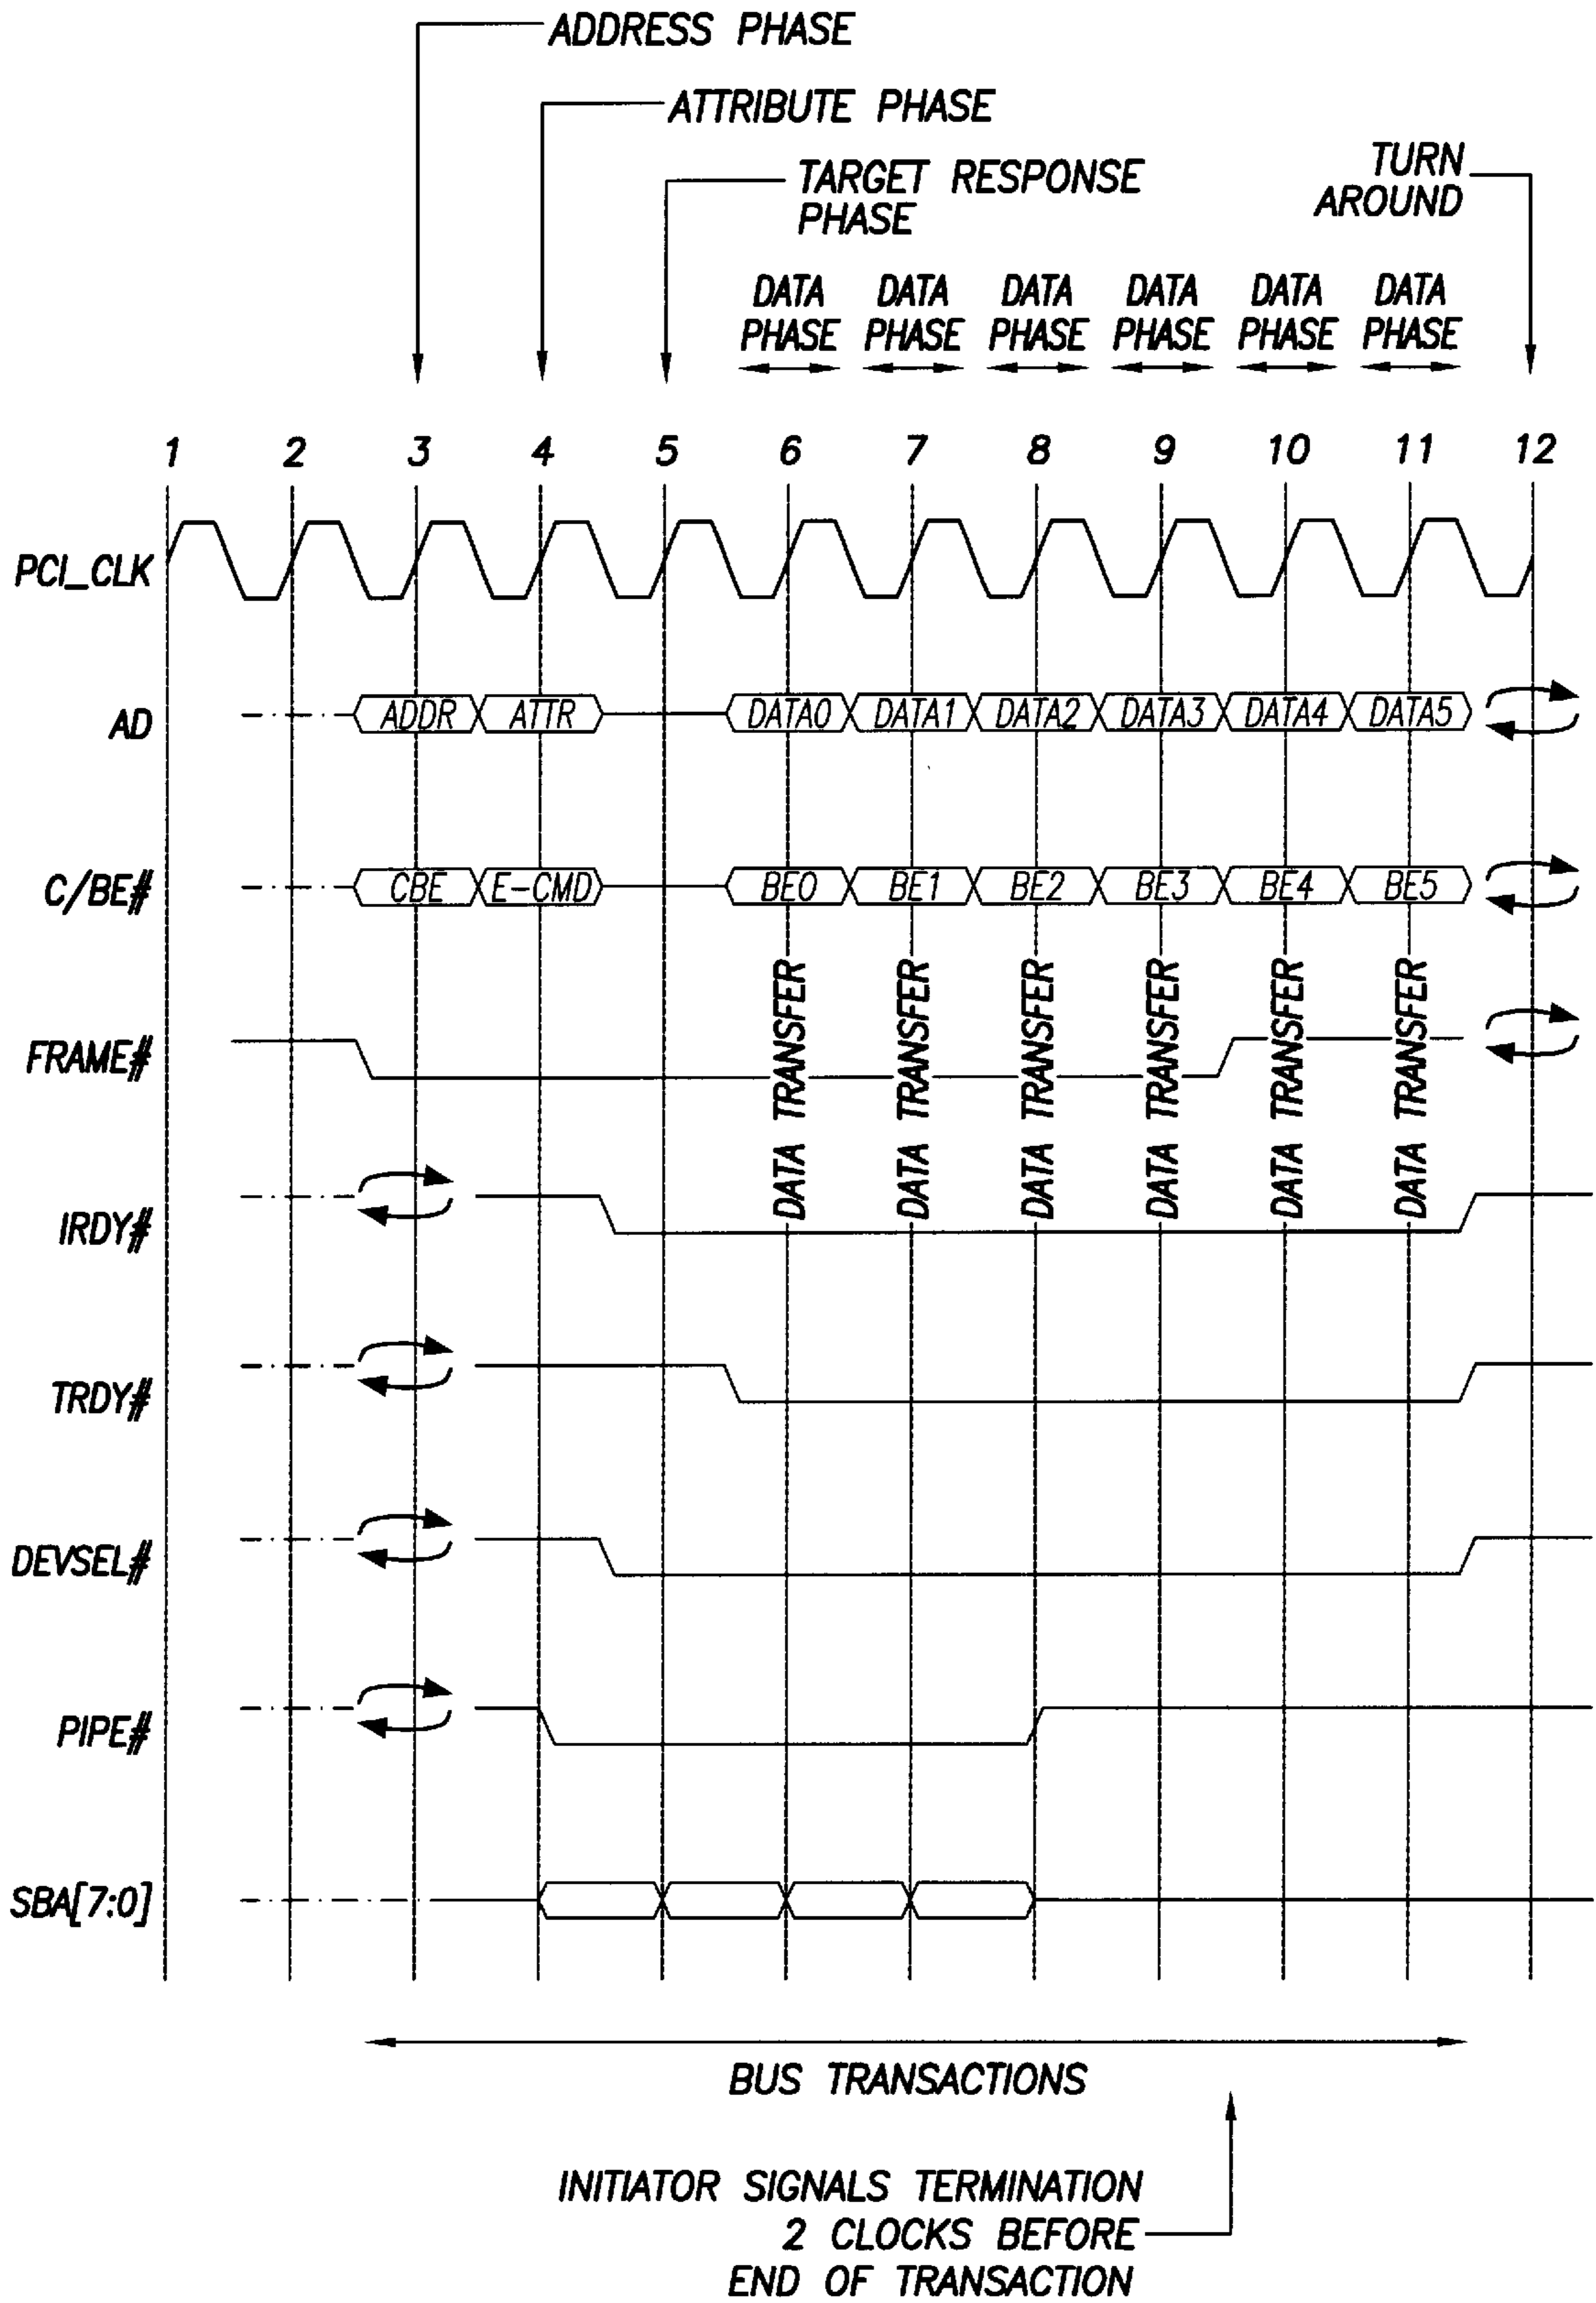 ADDRESS PHASE
ATTRIBUTE PHASE
TARGET RESPONSE
PHASE
TURN
AROUND
DATA DATA DATA DATA DATA DATA
PHASE PHASE PHASE PHASE PHASE PHASE
1 2 3 4 5 6 7 8 9 10 11 12
PCI_CLK
AD ADDR ATTR DATA0 DATA1 DATA2 DATA3 DATA4 DATA5
C/BE# CBE E-CMD BE0 BE1 BE2 BE3 BE4 BE5
DATA TRANSFER
DATA TRANSFER
DATA TRANSFER
DATA TRANSFER
DATA TRANSFER
DATA TRANSFER
FRAME#
IRDY#
TRDY#
DEVSEL#
PIPE#
SBA[7:0]
BUS TRANSACTIONS
INITIATOR SIGNALS TERMINATION
2 CLOCKS BEFORE
END OF TRANSACTION